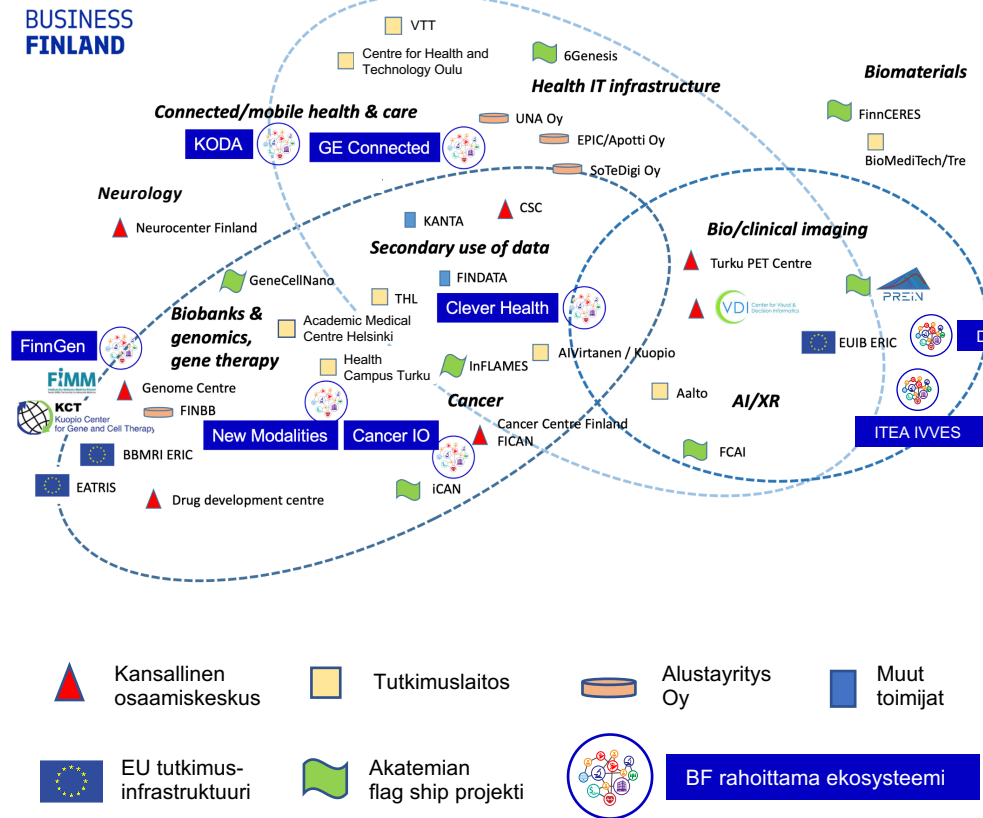 BUSINESS
FINLAND
VTT
Centre for Health and
Technology Oulu
6Genesis
Health IT infrastructure
Biomaterials
FinnCERES
BioMediTech/Tre
Connected/mobile health & care
UNA Oy
KODA
GE Connected
EPIC/Apotti Oy
SoTeDigi Oy
Neurology
Neurocenter Finland
KANTA
CSC
Secondary use of data
Bio/clinical imaging
Turku PET Centre
GeneCellNano
FINDATA
THL
Clever Health
PREIN
VDI
Center for Visual &
Decision Informatics
Biobanks &
genomics,
gene therapy
Academic Medical
Centre Helsinki
FinnGen
EUIB ERIC
D
AIVirtanen / Kuopio
Health
Campus Turku
InFLAMES
FIMM
Genome Centre
KCT
Kuopio Center
for Gene and Cell Therapy
FINBB
Aalto
AI/XR
Cancer
New Modalities
Cancer IO
Cancer Centre Finland
FICAN
ITEA IVVES
BBMRI ERIC
FCAI
EATRIS
Drug development centre
iCAN
Kansallinen
osaamiskeskus
Tutkimuslaitos
Alustayritys
Oy
Muut
toimijat
EU tutkimus-
infrastruktuuri
Akatemian
flag ship projekti
BF rahoittama ekosysteemi